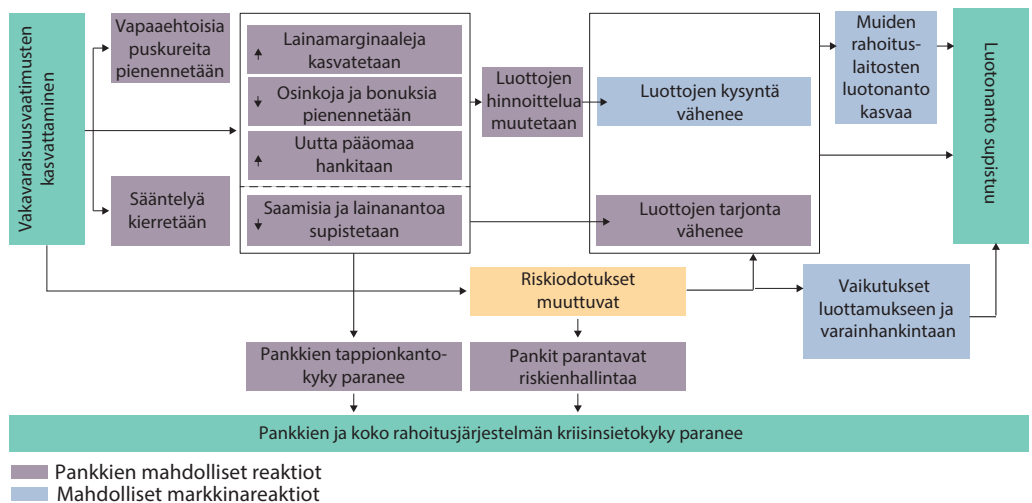 Vakavaraisuusvaatimusten
kasvattaminen
Vapaaehtoisia
puskureita
pienennetään
Sääntelyä
kierretään
Lainamarginaaleja
kasvatetaan
Osinkoja ja bonuksia
pienennetään
Uutta pääomaa
hankitaan
Saamisia ja lainanantoa
supistetaan
Luottojen
hinnoittelua
muutetaan
Luottojen kysyntä
vähenee
Luottojen tarjonta
vähenee
Muiden
rahoitus-
laitosten
luotonanto
kasvaa
Luotonanto supistuu
Riskiodotukset
muuttuvat
Vaikutukset
luottamukseen ja
varainhankintaan
Pankkien tappionkanto-
kyky paranee
Pankit parantavat
riskienhallintaa
Pankkien ja koko rahoitusjärjestelmän kriisinsietokyky paranee
Pankkien mahdolliset reaktiot
Mahdolliset markkinareaktiot